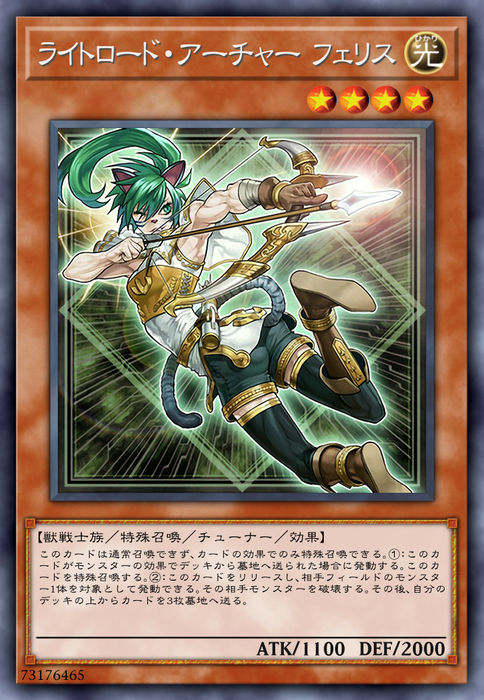 ライトロード・アーチャー フェリス
ひかり
光
【獣戦士族／特殊召喚／チューナー／効果】
このカードは通常召喚できず、カードの効果でのみ特殊召喚できる。①：このカ
ードがモンスターの効果でデッキから墓地へ送られた場合に発動する。このカ
ードを特殊召喚する。②：このカードをリリースし、相手フィールドのモンスター
1体を対象として発動できる。その相手モンスターを破壊する。その後、自分の
デッキの上からカードを3枚墓地へ送る。
ATK/1100 DEF/2000
73176465